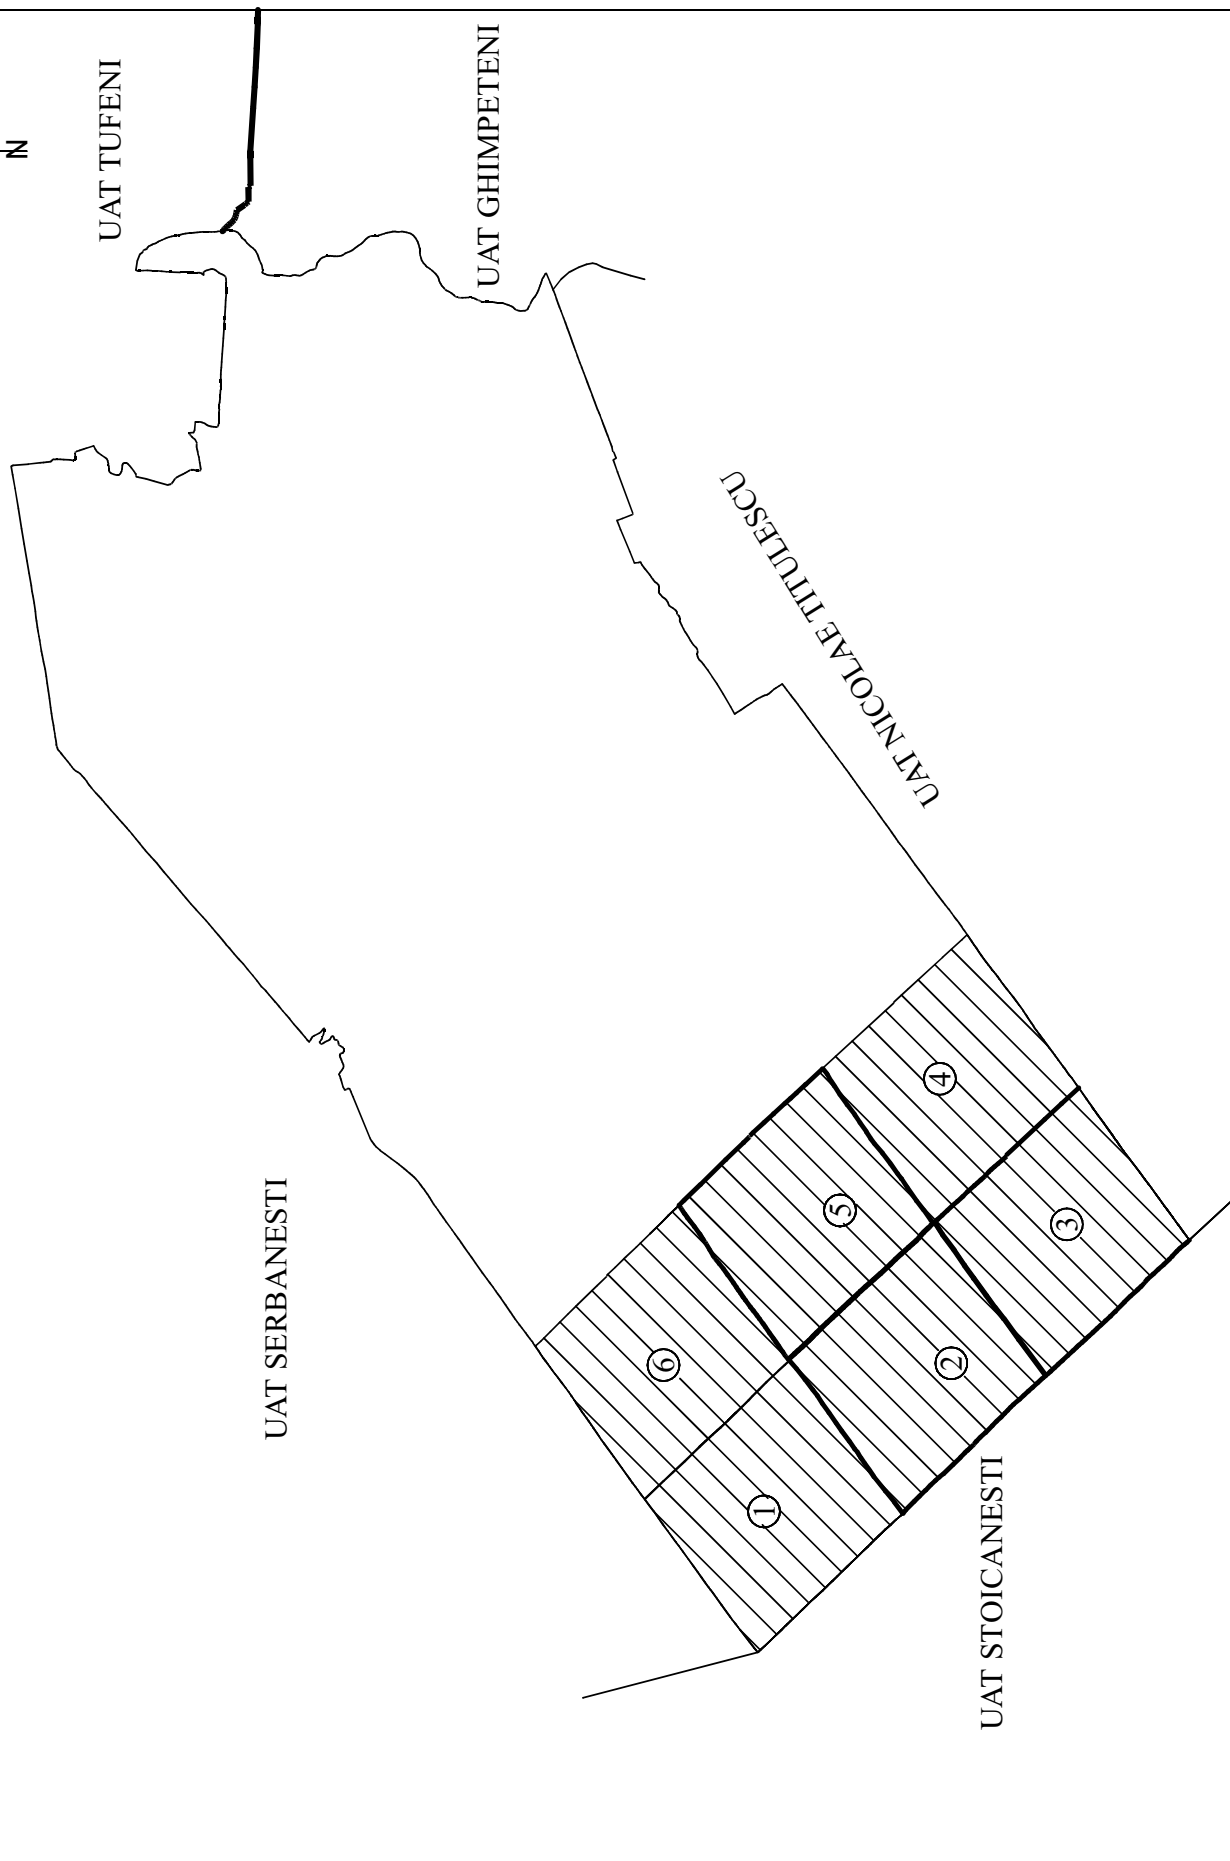 N
UAT TUFENI
UAT GHIMPETENI
UAT NICOLAE TITULESCU
UAT SERBANESTI
UAT STOICANESTI
4
5
3
6
2
1